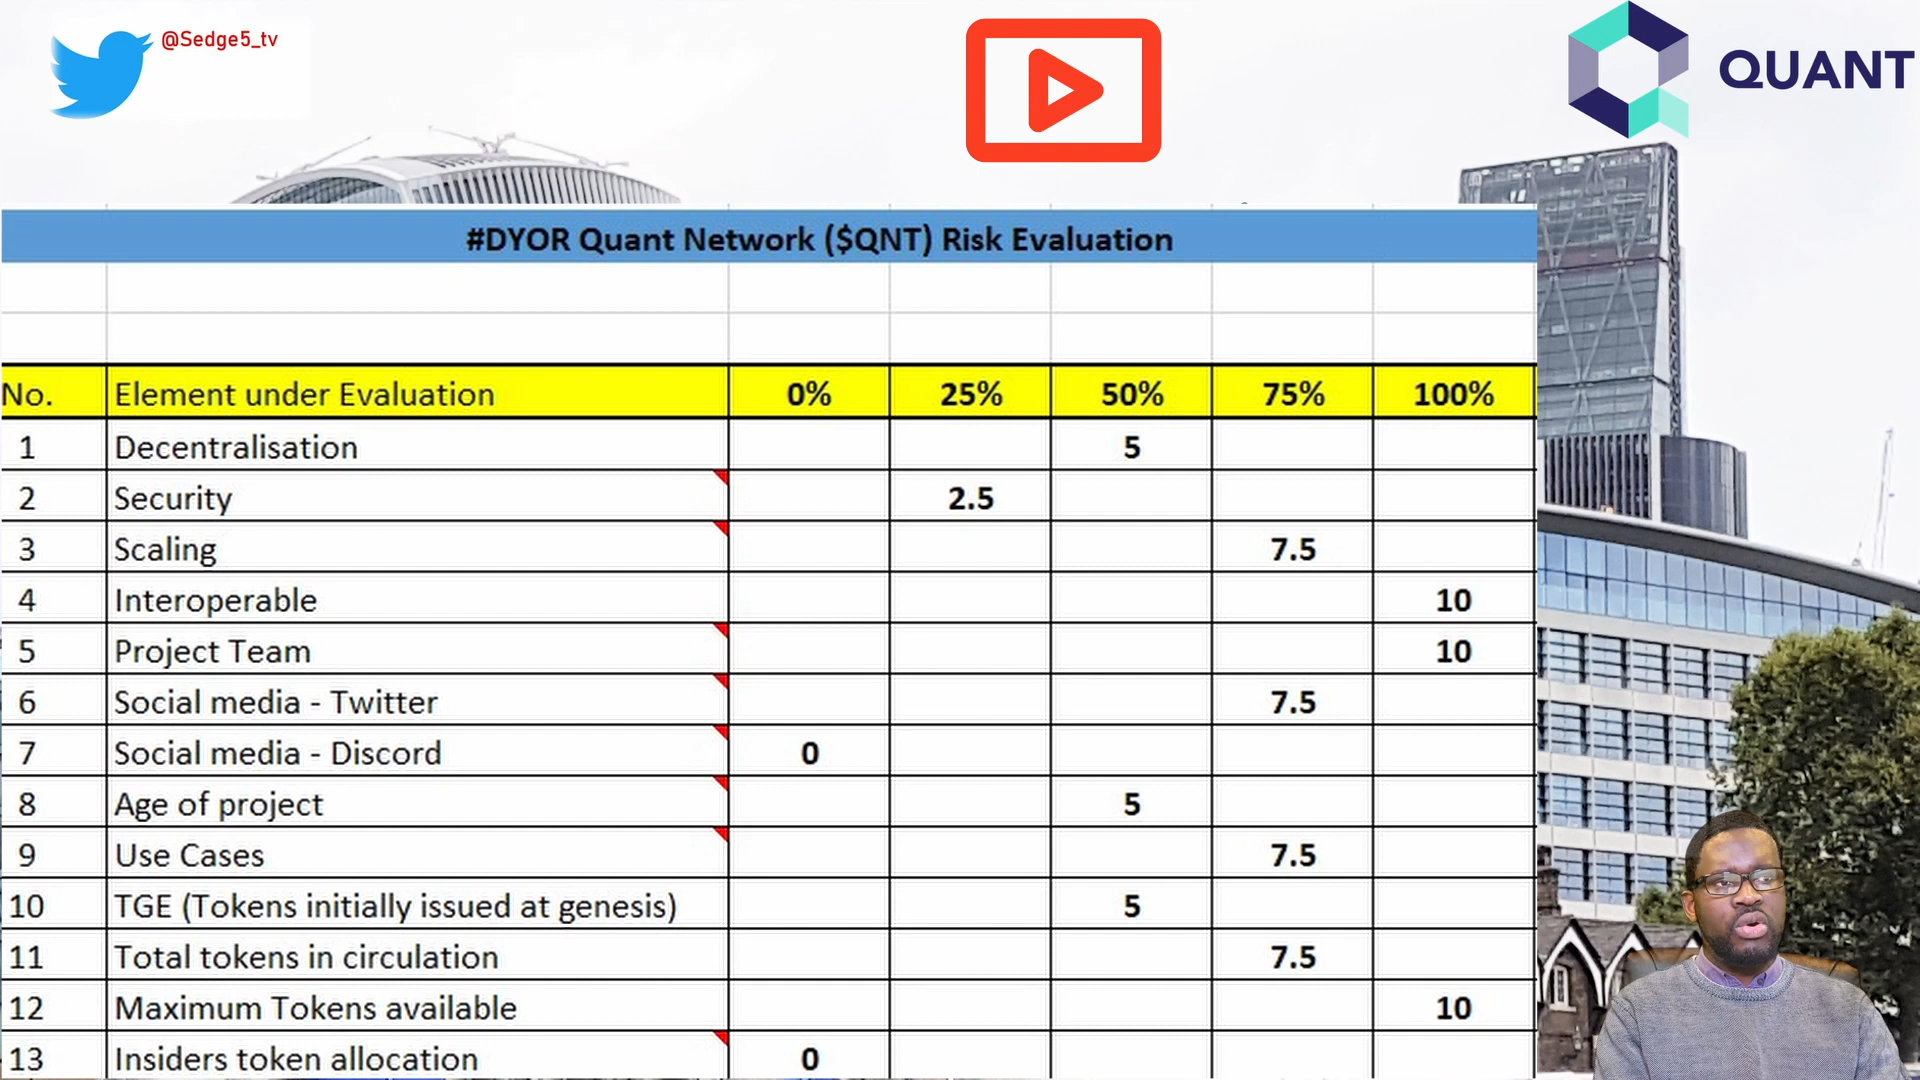 @Sedge5_tv
QUANT
#DYOR Quant Network ($QNT) Risk Evaluation
No. Element under Evaluation 0% 25% 50% 75% 100%
1 Decentralisation 5
2 Security 2.5
3 Scaling 7.5
4 Interoperable 10
5 Project Team 10
6 Social media - Twitter 7.5
7 Social media - Discord 0
8 Age of project 5
9 Use Cases 7.5
10 TGE (Tokens initially issued at genesis) 5
11 Total tokens in circulation 7.5
12 Maximum Tokens available 10
13 Insiders token allocation 0